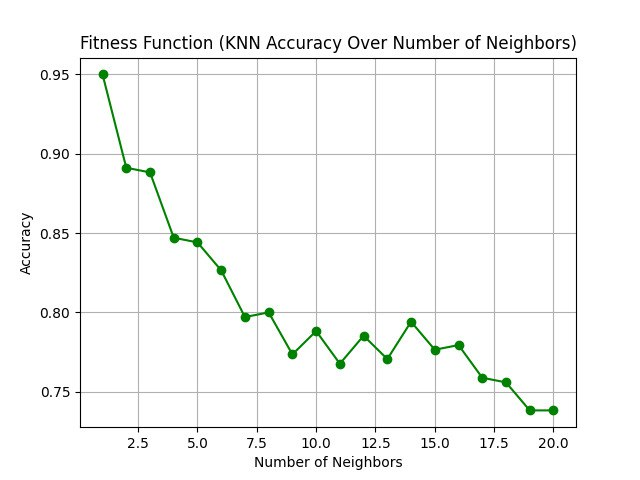 Fitness Function (KNN Accuracy Over Number of Neighbors)
0.95
0.90
0.85
0.80
0.75
Accuracy
2.5 5.0 7.5 10.0 12.5 15.0 17.5 20.0
Number of Neighbors